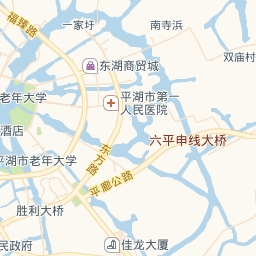 一家圩
南寺浜
福臻路
双庙村
东湖商贸城
老年大学
平湖市第一
人民医院
酒店
六平申线大桥
东方路
平湖市老年大学
平廊公路
胜利大桥
民政府
佳龙大厦